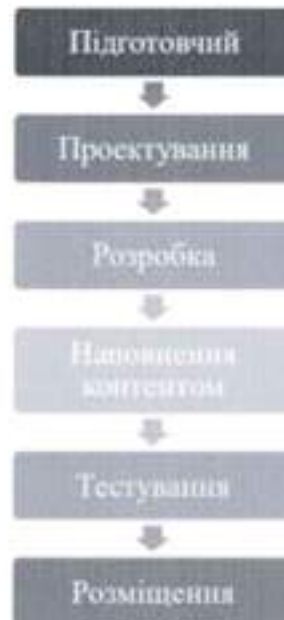 Підготовчий
Проектування
Розробка
Наповнення
контентом
Тестування
Розміщення